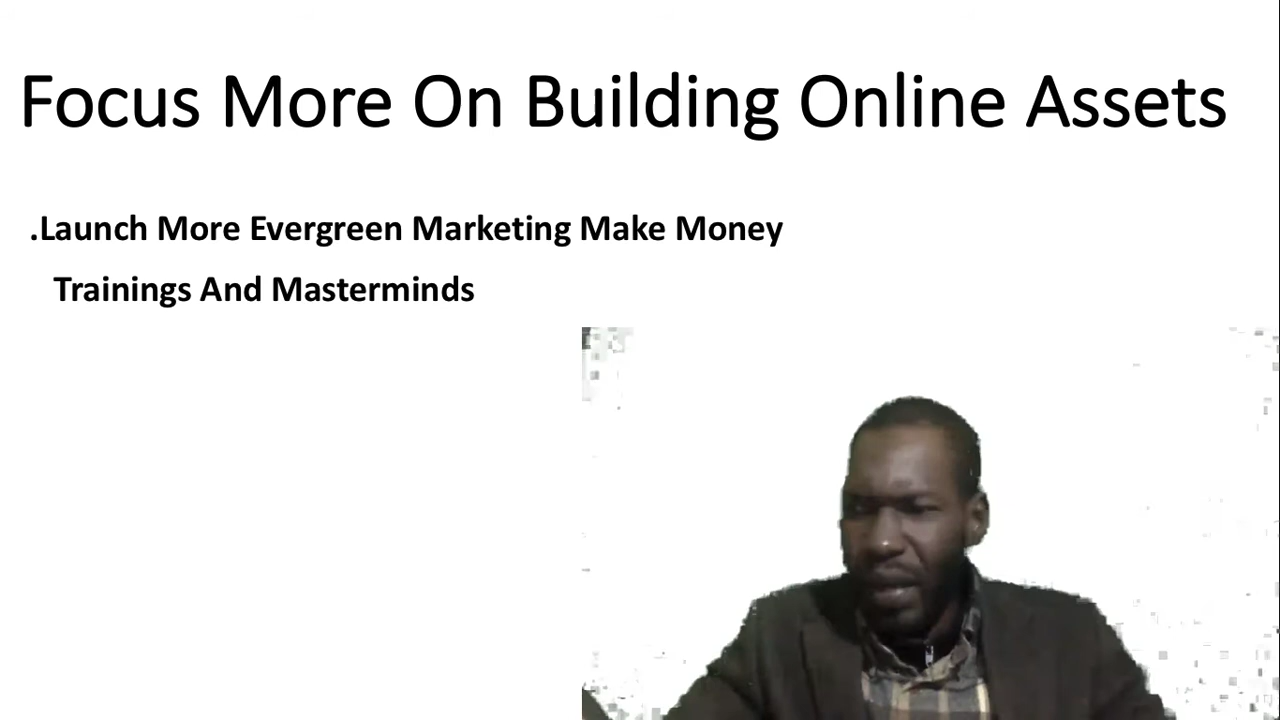 Focus More On Building Online Assets
.Launch More Evergreen Marketing Make Money
Trainings And Masterminds